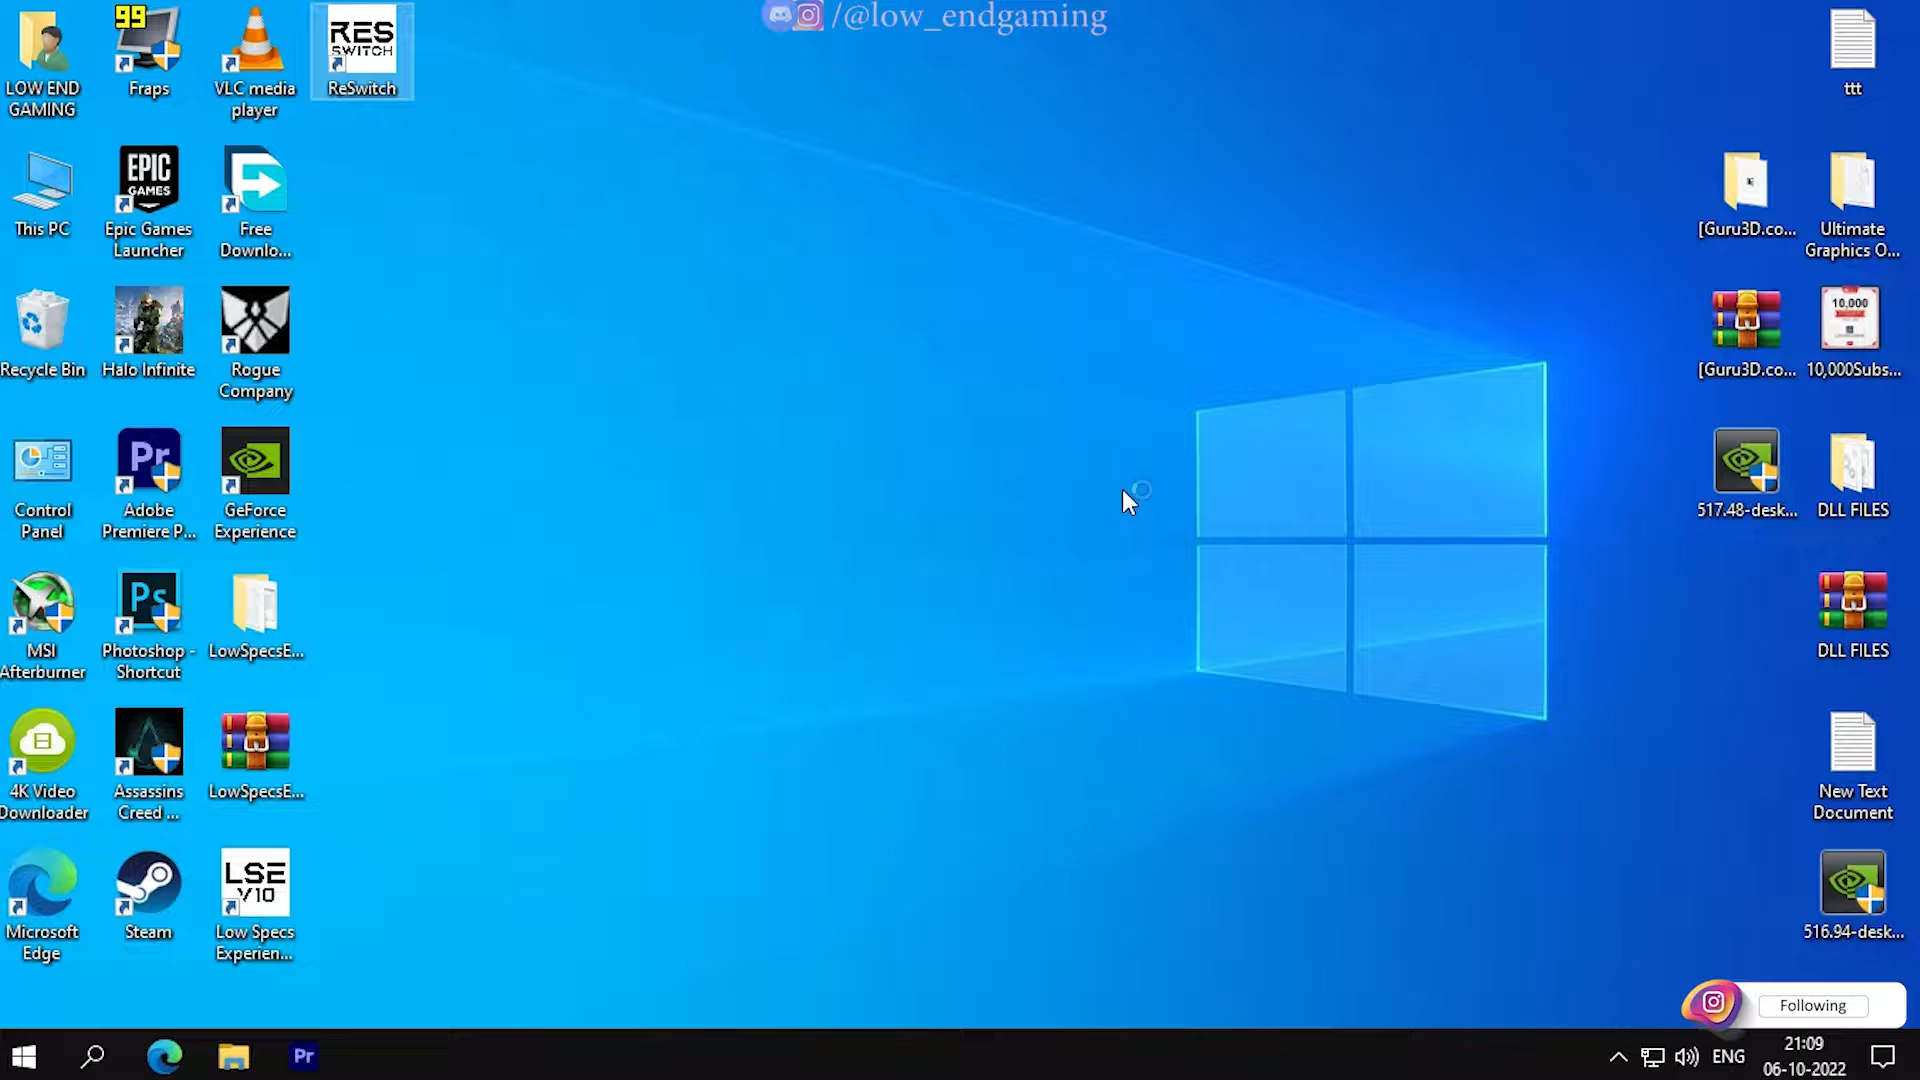 /@low_endgaming
99
RES
SWITCH
LOW END
GAMING
Fraps
VLC media
player
ReSwitch
ttt
EPIC
GAMES
This PC
Epic Games
Launcher
Free
Downlo...
[Guru3D.co...
Ultimate
Graphics O...
10,000
Recycle Bin
Halo Infinite
Rogue
Company
[Guru3D.co...
10,000Subs...
Pr
Control
Panel
Adobe
Premiere P...
GeForce
Experience
517.48-desk...
DLL FILES
Ps
MSI
Afterburner
Photoshop -
Shortcut
LowSpecsE...
DLL FILES
4K Video
Downloader
Assassins
Creed ...
LowSpecsE...
New Text
Document
LSE
V10
Microsoft
Edge
Steam
Low Specs
Experien...
516.94-desk...
Following
Pr
ENG
21:09
06-10-2022